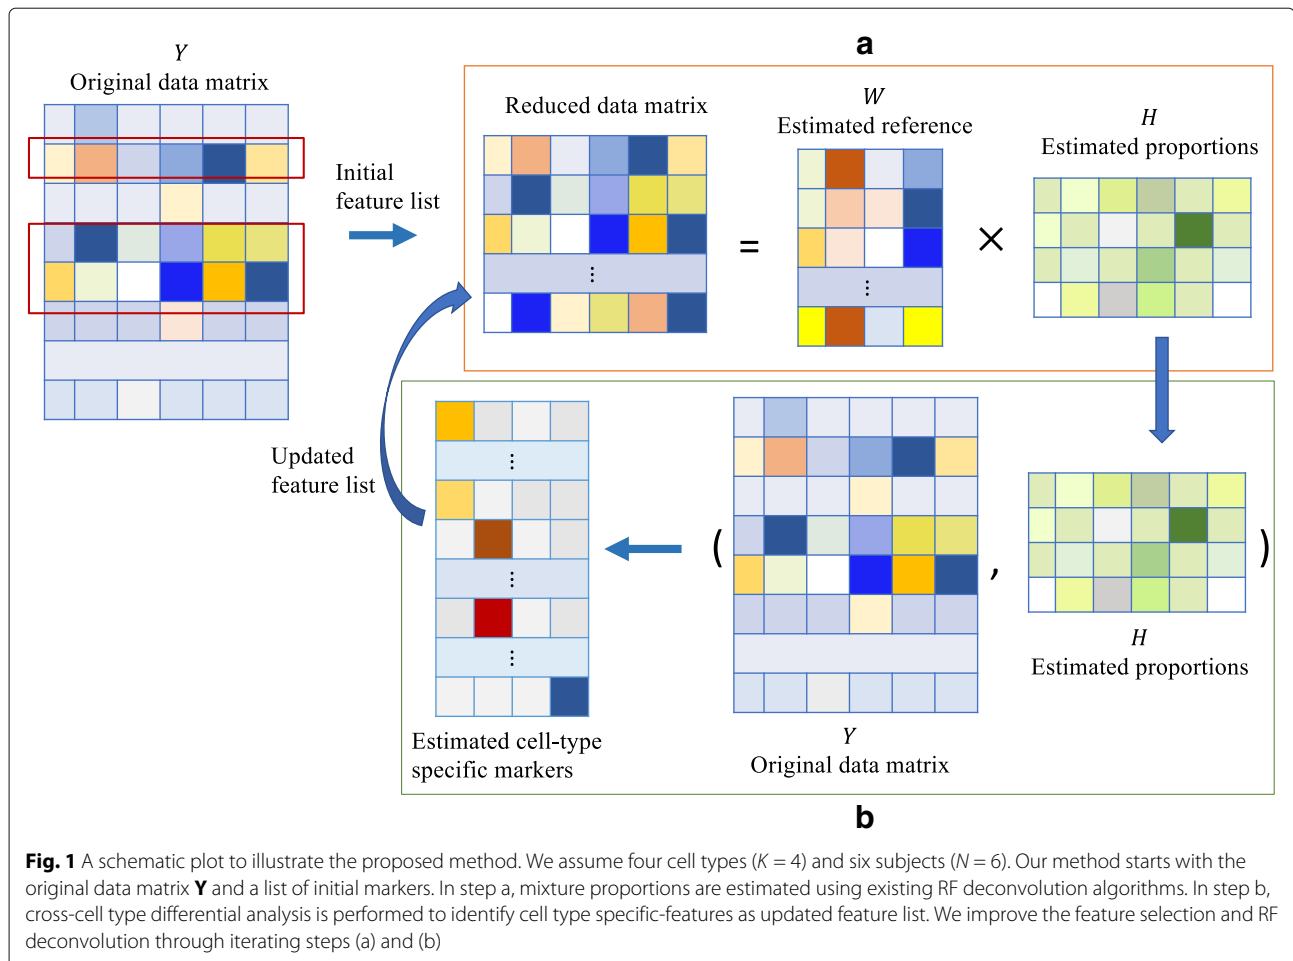 a
Y
Original data matrix
Initial
feature list
Reduced data matrix
⋮
=
W
Estimated reference
⋮
×
H
Estimated proportions
Updated
feature list
⋮
⋮
⋮
Estimated cell-type
specific markers
(
Y
Original data matrix
,
H
Estimated proportions
)
b
Fig. 1 A schematic plot to illustrate the proposed method. We assume four cell types (K = 4) and six subjects (N = 6). Our method starts with the
original data matrix Y and a list of initial markers. In step a, mixture proportions are estimated using existing RF deconvolution algorithms. In step b,
cross-cell type differential analysis is performed to identify cell type specific-features as updated feature list. We improve the feature selection and RF
deconvolution through iterating steps (a) and (b)